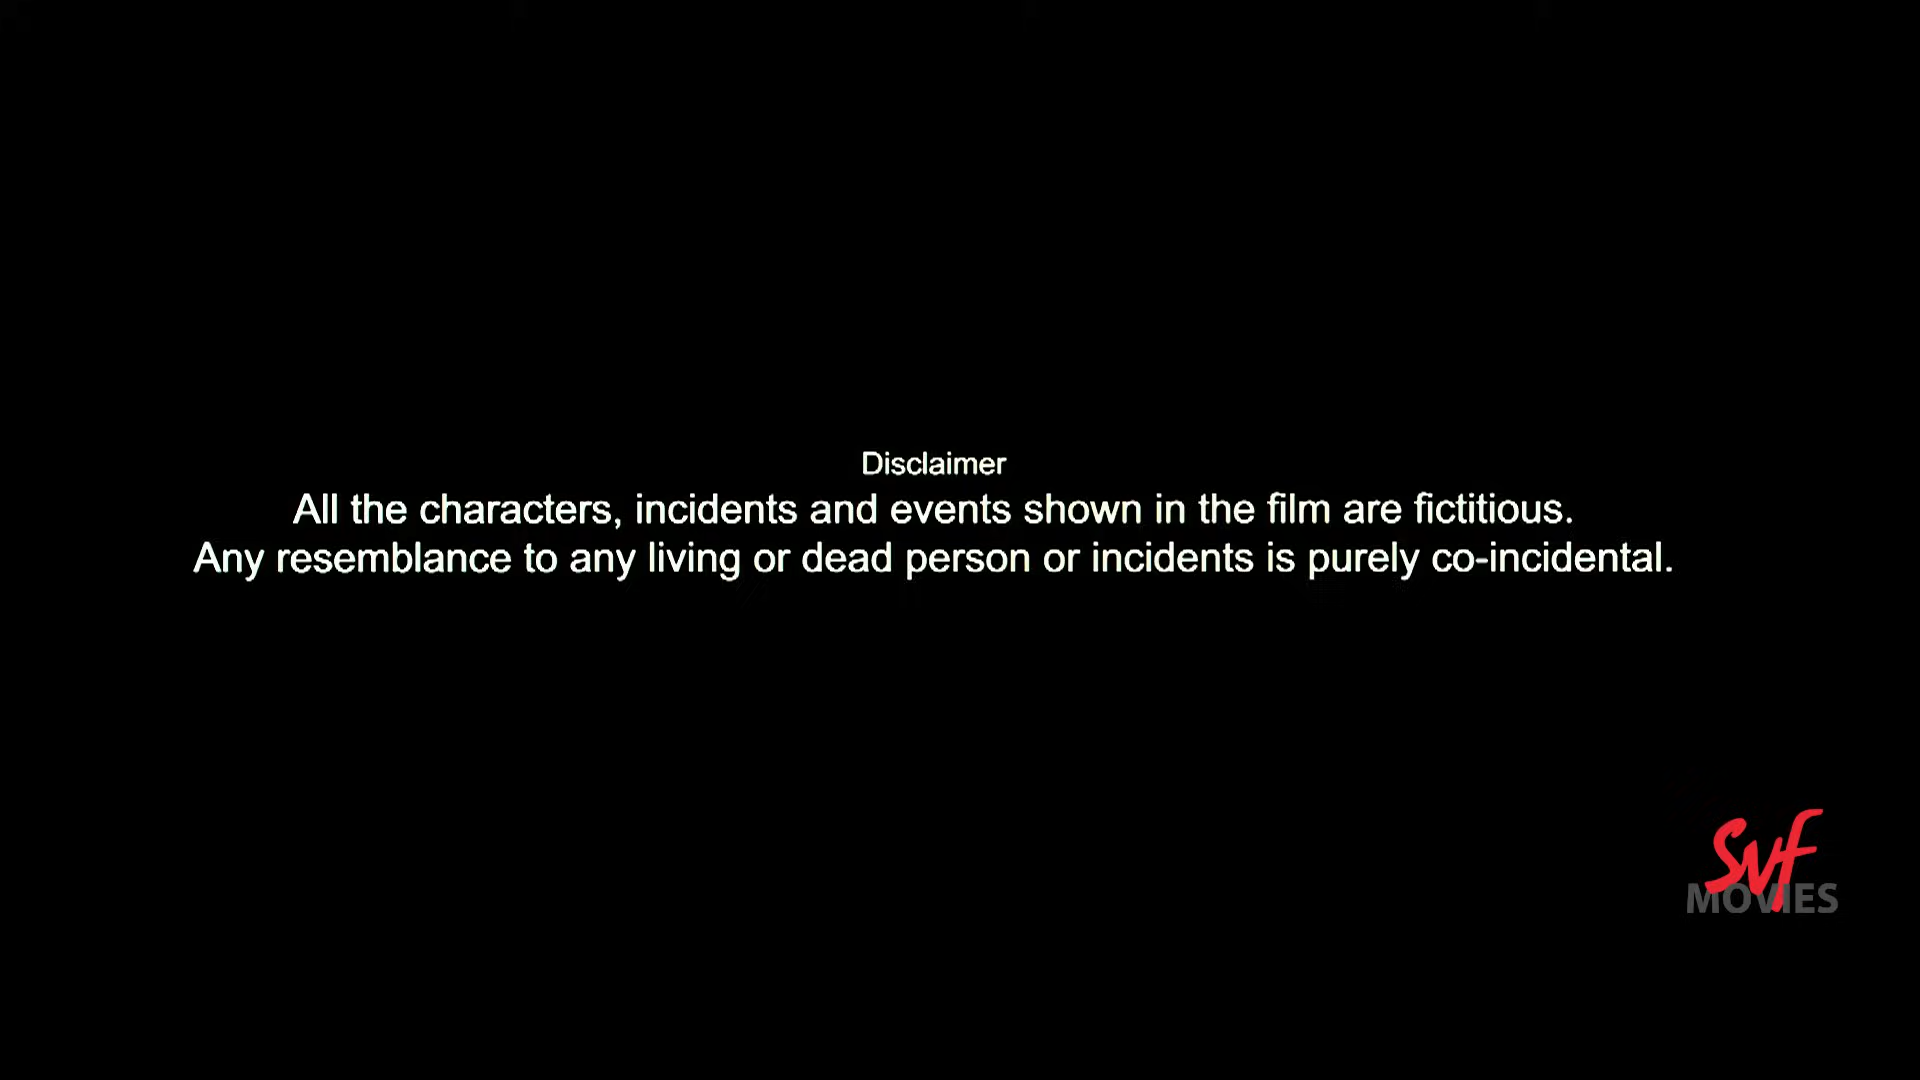 Disclaimer
All the characters, incidents and events shown in the film are fictitious.
Any resemblance to any living or dead person or incidents is purely co-incidental.
Svf
MOVIES